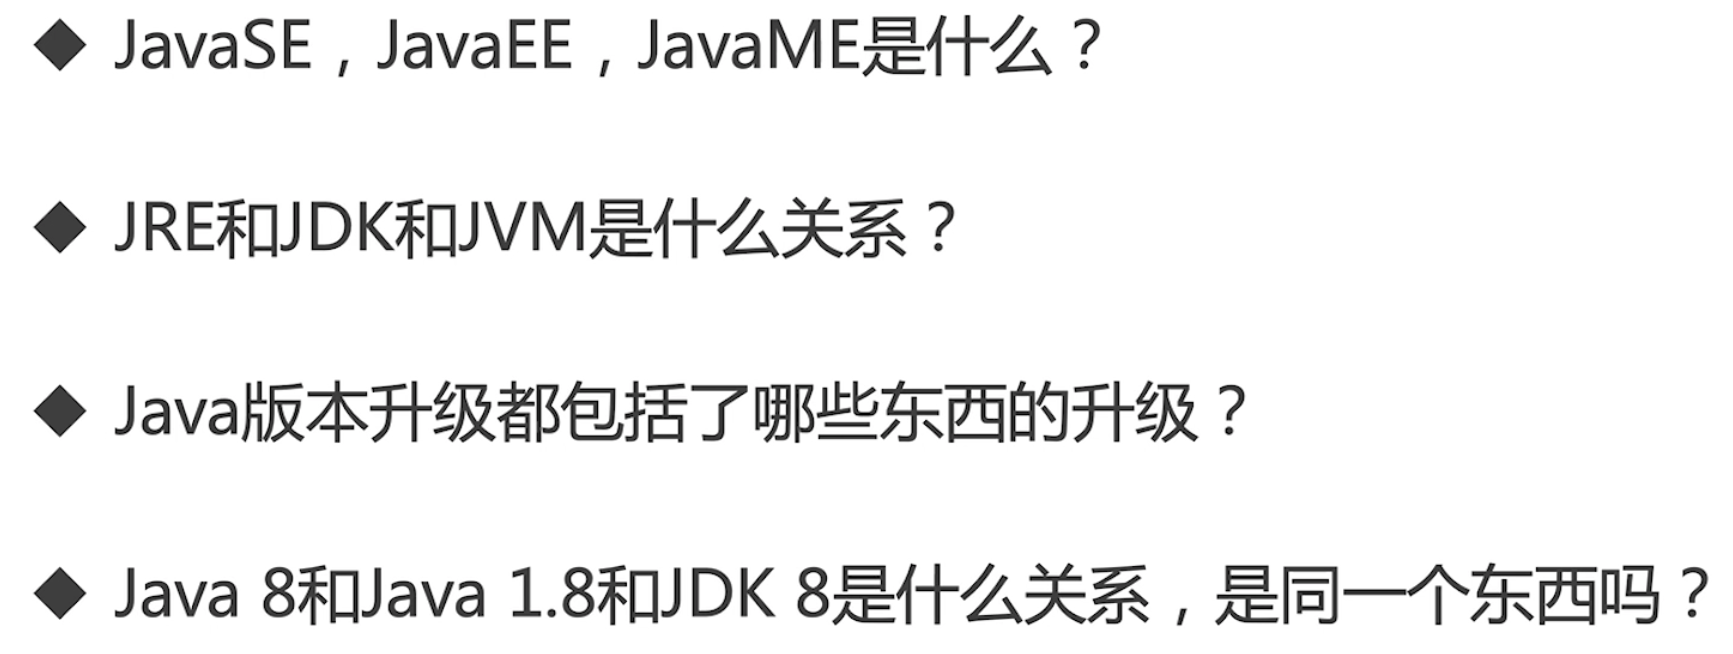 ◆ JavaSE，JavaEE，JavaME是什么？
◆ JRE和JDK和JVM是什么关系？
◆ Java版本升级都包括了哪些东西的升级？
◆ Java 8和Java 1.8和JDK 8是什么关系，是同一个东西吗？